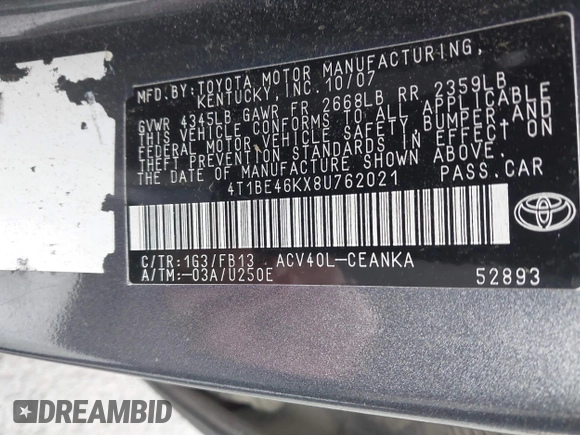 MFD.BY:TOYOTA MOTOR MANUFACTURING,
KENTUCKY, INC.10/07
GVWR 4345LB GAWR FR 2668LB RR 2359LB
THIS VEHICLE CONFORMS TO ALL APPLICABLE
FEDERAL MOTOR VEHICLE SAFETY,BUMPER,AND
THEFT PREVENTION STANDARDS IN EFFECT ON
THE DATE OF MANUFACTURE SHOWN ABOVE.
4T1BE46KX8U762021 PASS.CAR
C/TR:1G3/FB13 ACV40L-CEANKA
A/TM:-03A/U250E 52893
DREAMBID